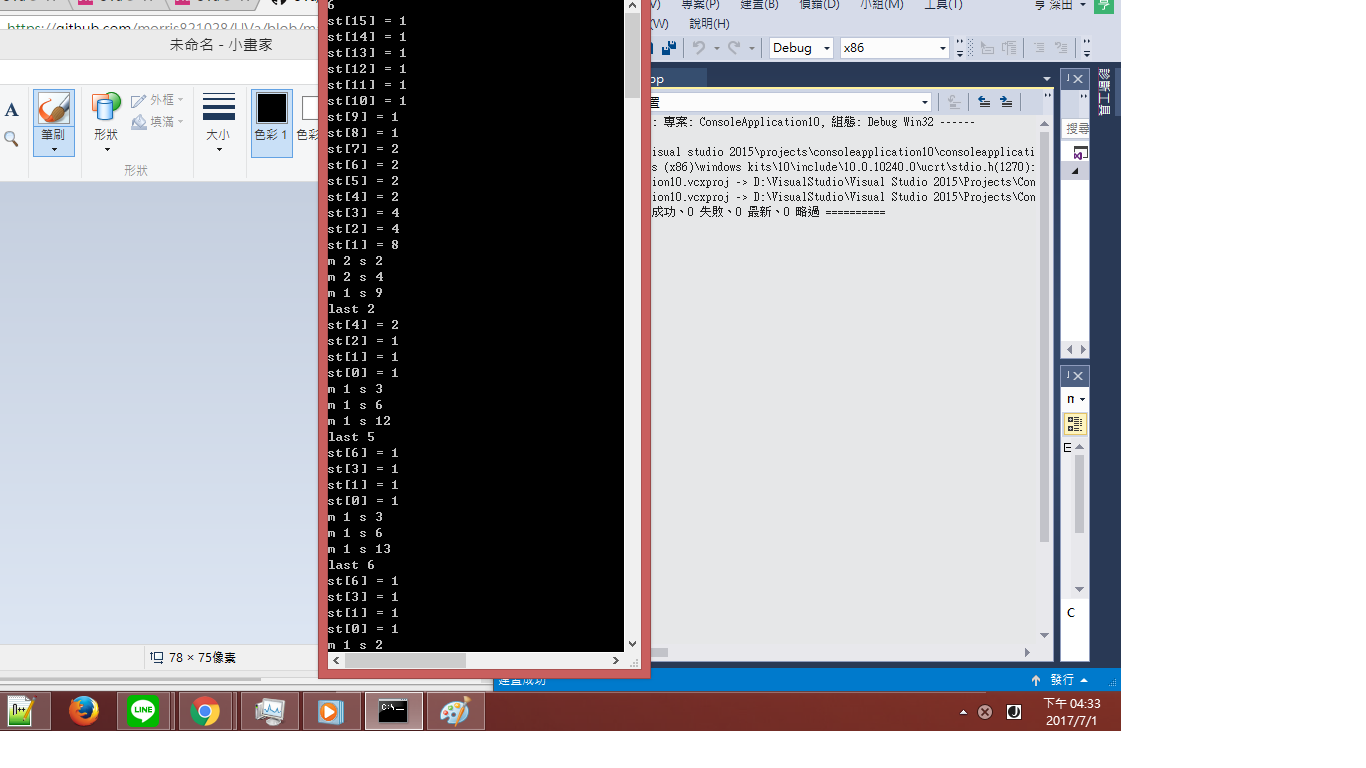 https://github.com/morris821028/UVa/blob/m
未命名 - 小畫家
A
筆刷
形狀
外框
填滿
形狀
大小
色彩 1
色彩
78 × 75像素
6
st[15] = 1
st[14] = 1
st[13] = 1
st[12] = 1
st[11] = 1
st[10] = 1
st[9] = 1
st[8] = 1
st[7] = 2
st[6] = 2
st[5] = 2
st[4] = 2
st[3] = 4
st[2] = 4
st[1] = 8
m 2 s 2
m 2 s 4
m 1 s 9
last 2
st[4] = 2
st[2] = 1
st[1] = 1
st[0] = 1
m 1 s 3
m 1 s 6
m 1 s 12
last 5
st[6] = 1
st[3] = 1
st[1] = 1
st[0] = 1
m 1 s 3
m 1 s 6
m 1 s 13
last 6
st[6] = 1
st[3] = 1
st[1] = 1
st[0] = 1
m 1 s 2
V) 專案(P) 建置(B) 偵錯(D) 小組(M) 工具(T) 亨 深田 亨
(W) 說明(H)
Debug x86
pp
置
: 專案: ConsoleApplication10, 組態: Debug Win32 ------
isual studio 2015\projects\consoleapplication10\consoleapplicati
s (x86)\windows kits\10\include\10.0.10240.0\ucrt\stdio.h(1270):
ion10.vcxproj -> D:\VisualStudio\Visual Studio 2015\Projects\Con
ion10.vcxproj -> D:\VisualStudio\Visual Studio 2015\Projects\Con
成功、0 失敗、0 最新、0 略過 ==========
診斷工具
搜尋
n
C
建置成功
發行
LINE
C:\
下午 04:33
2017/7/1